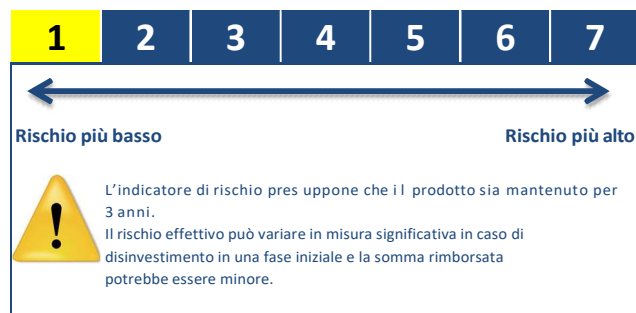 1 2 3 4 5 6 7
Rischio più basso Rischio più alto
L'indicatore di rischio pres uppone che i l prodotto sia mantenuto per
3 anni.
Il rischio effettivo può variare in misura significativa in caso di
disinvestimento in una fase iniziale e la somma rimborsata
potrebbe essere minore.